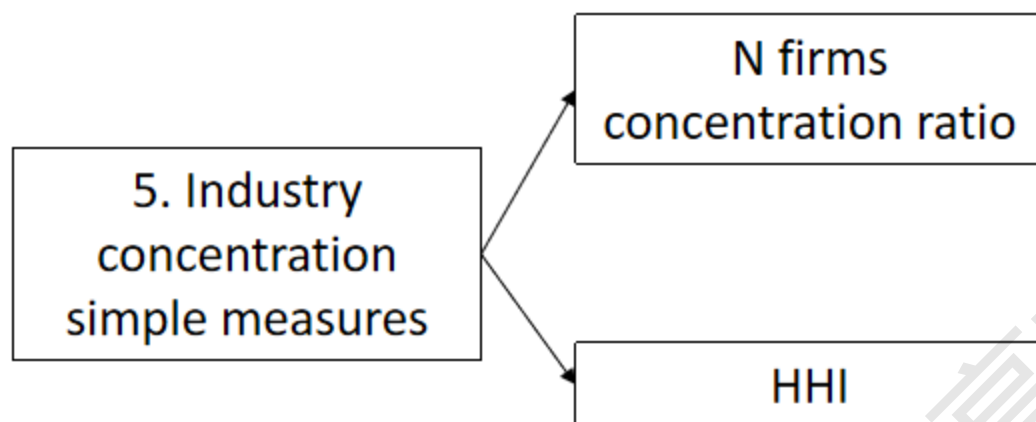 N firms
concentration ratio
5. Industry
concentration
simple measures
HHI